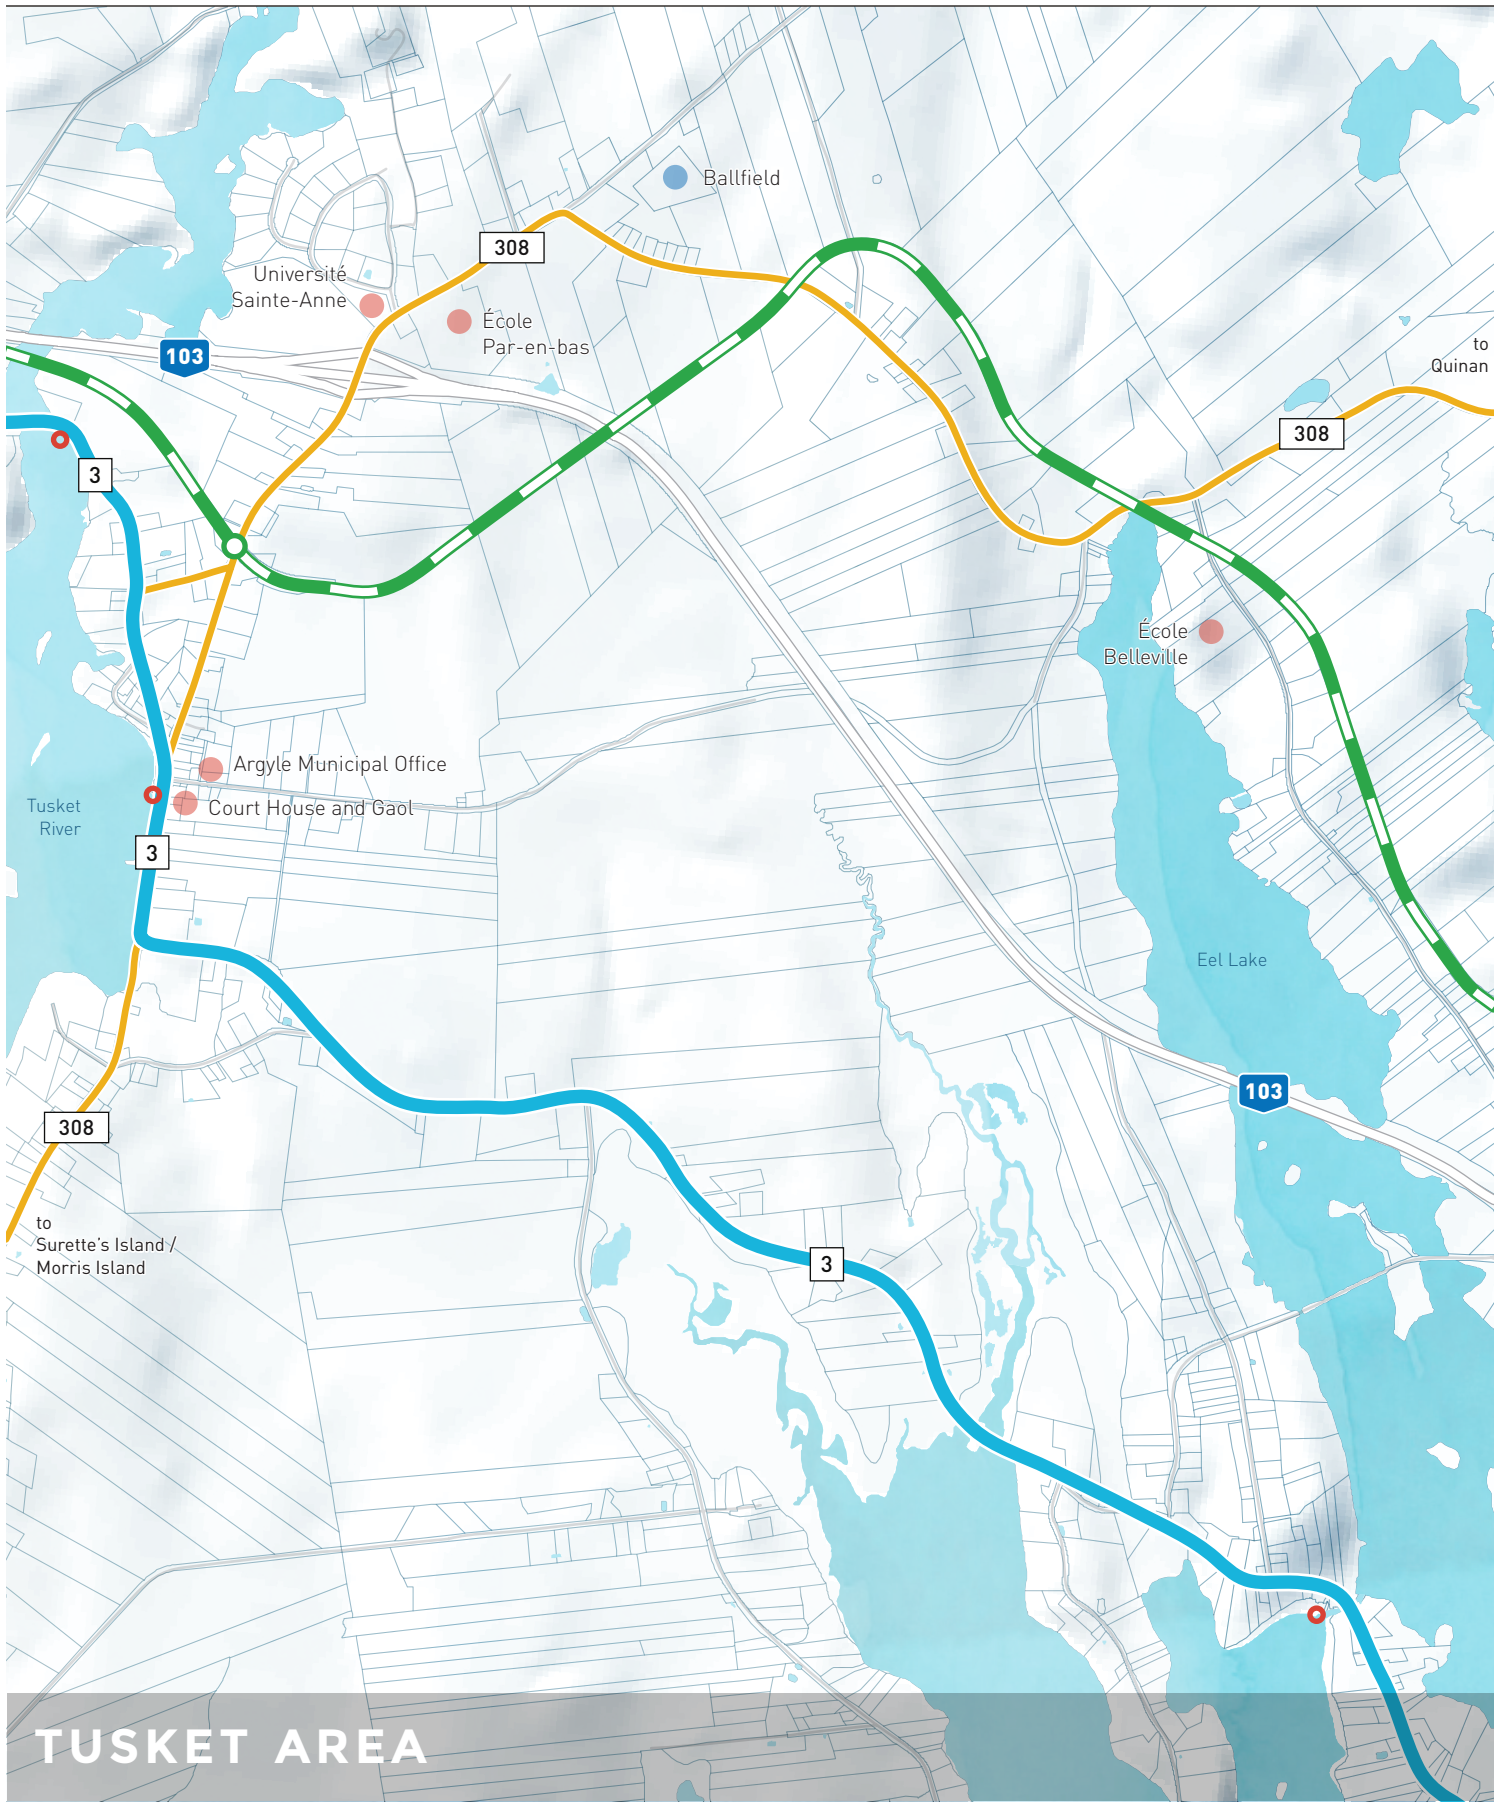 Ballfield
308
Université
Sainte-Anne
École
Par-en-bas
103
to
Quinan
308
3
École
Belleville
Argyle Municipal Office
Court House and Gaol
Tusket
River
3
Eel Lake
103
308
to
Surette's Island /
Morris Island
3
TUSKET AREA